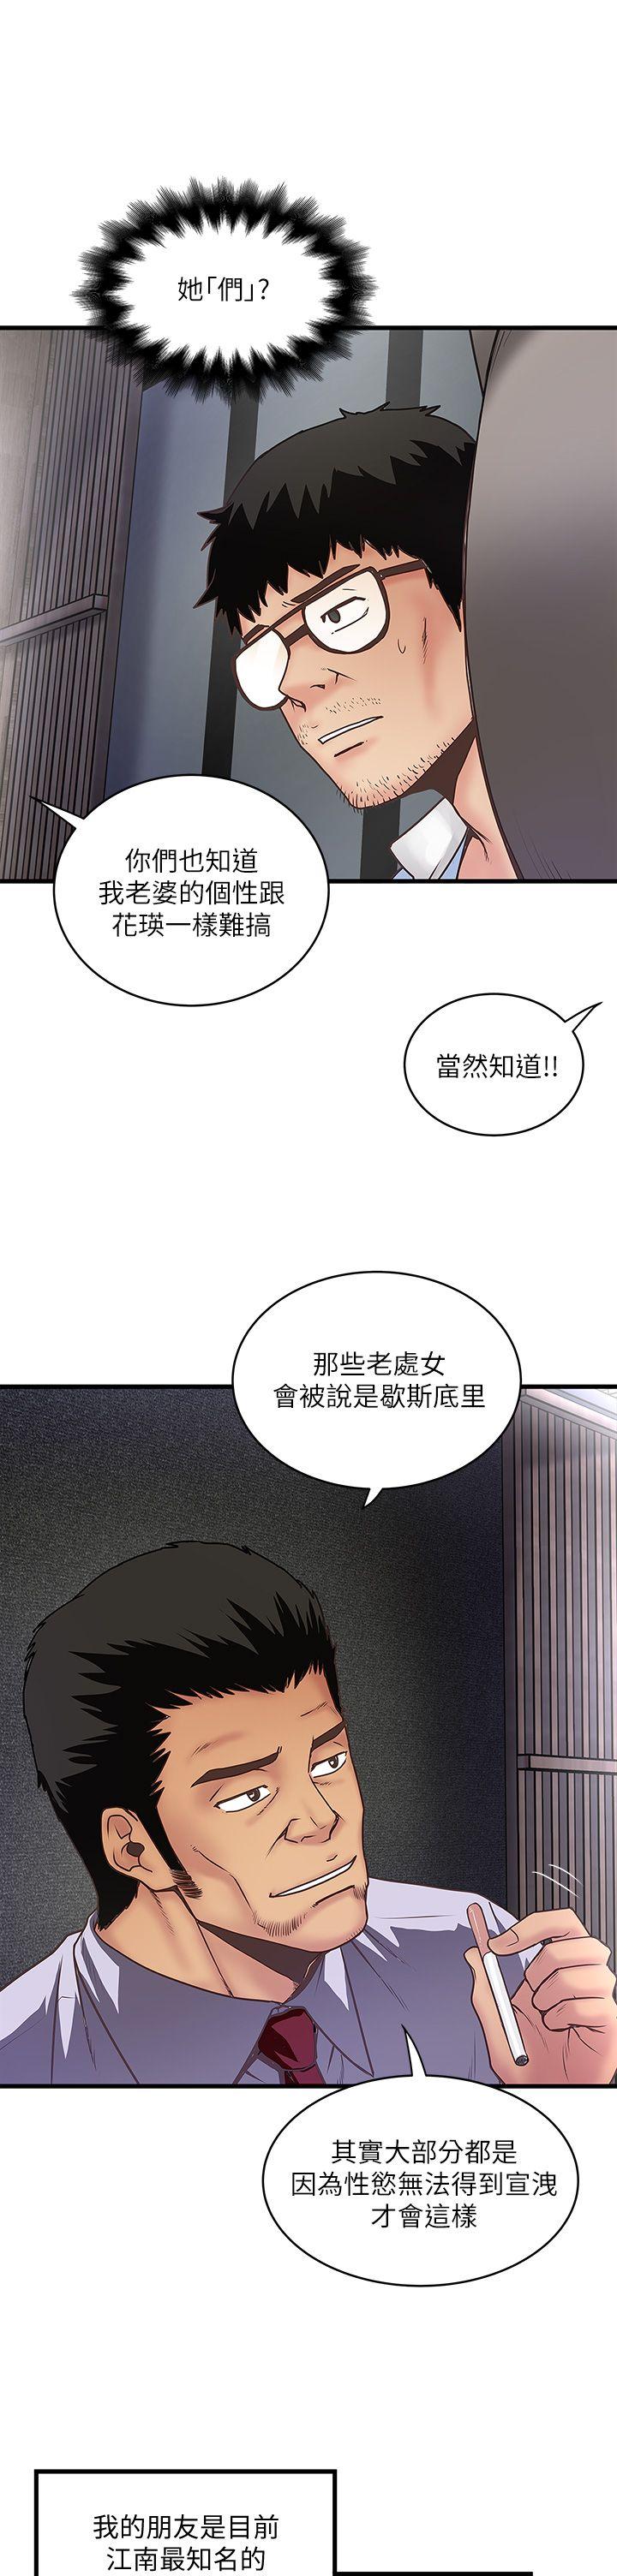 她「們」?
你們也知道
我老婆的個性跟
花瑛一樣難搞
當然知道!!
那些老處女
會被說是歇斯底里
其實大部分都是
因為性慾無法得到宣洩
才會這樣
我的朋友是目前
江南最知名的